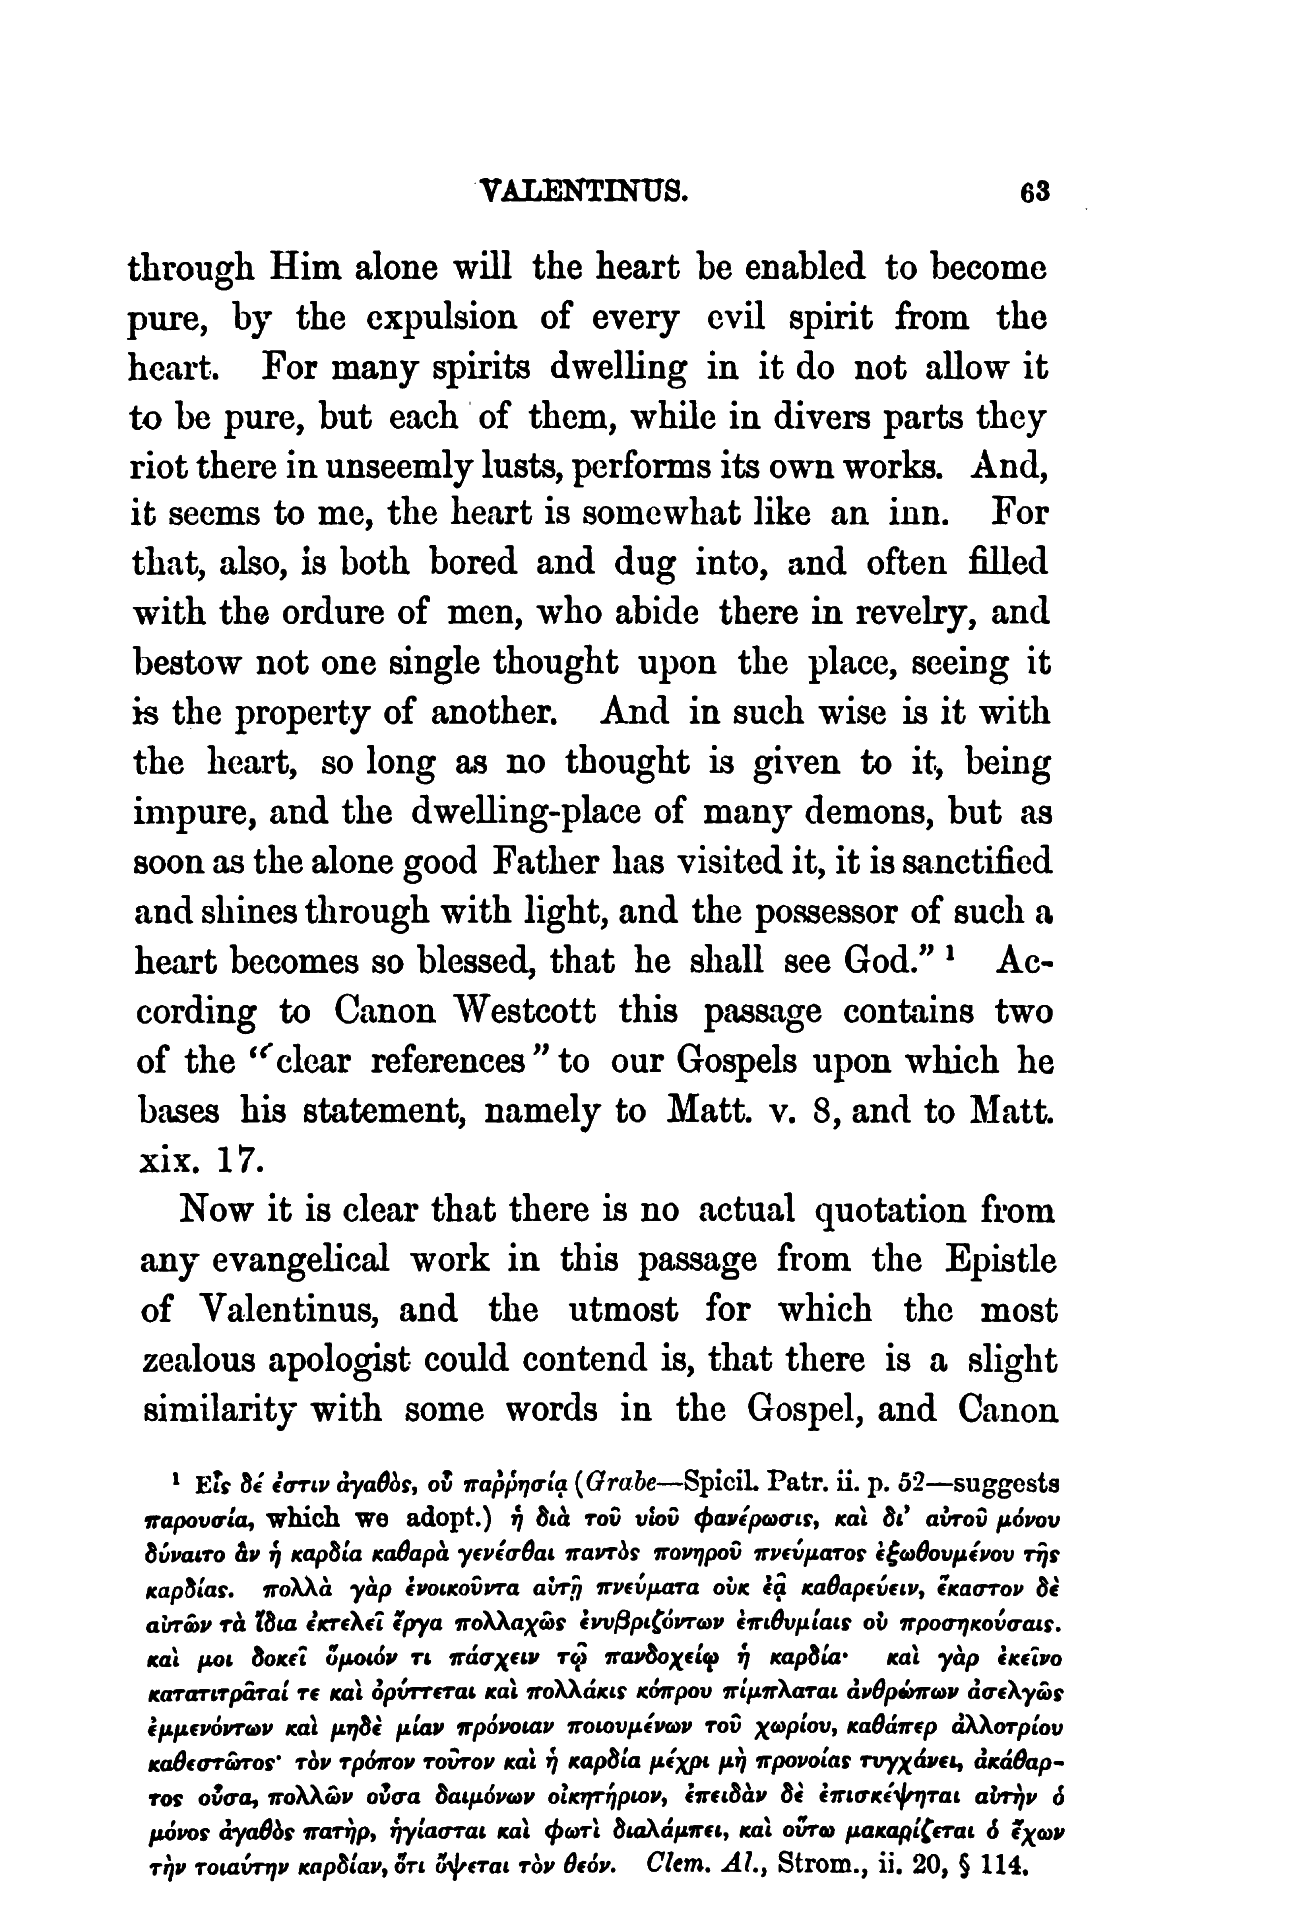 VALENTINUS. 63
through Him alone will the heart be enabled to become
pure, by the expulsion of every evil spirit from the
heart. For many spirits dwelling in it do not allow it
to be pure, but each of them, while in divers parts they
riot there in unseemly lusts, performs its own works. And,
it seems to me, the heart is somewhat like an inn. For
that, also, is both bored and dug into, and often filled
with the ordure of men, who abide there in revelry, and
bestow not one single thought upon the place, seeing it
is the property of another. And in such wise is it with
the heart, so long as no thought is given to it, being
impure, and the dwelling-place of many demons, but as
soon as the alone good Father has visited it, it is sanctified
and shines through with light, and the possessor of such a
heart becomes so blessed, that he shall see God.” ¹ Ac-
cording to Canon Westcott this passage contains two
of the “clear references” to our Gospels upon which he
bases his statement, namely to Matt. v. 8, and to Matt.
xix. 17.
Now it is clear that there is no actual quotation from
any evangelical work in this passage from the Epistle
of Valentinus, and the utmost for which the most
zealous apologist could contend is, that there is a slight
similarity with some words in the Gospel, and Canon
¹ Εἷς δέ ἐστιν ἀγαθὸς, οὗ παῤῥησίᾳ (Grabe—Spicil. Patr. ii. p. 52—suggests
παρουσία, which we adopt.) ἡ διὰ τοῦ υἱοῦ φανέρωσις, καὶ δι’ αὐτοῦ μόνου
δύναιτο ἂν ἡ καρδία καθαρὰ γενέσθαι παντὸς πονηροῦ πνεύματος ἐξωθουμένου τῆς
καρδίας. πολλὰ γὰρ ἐνοικοῦντα αὐτῇ πνεύματα οὐκ ἐᾷ καθαρεύειν, ἕκαστον δὲ
αὐτῶν τὰ ἴδια ἐκτελεῖ ἔργα πολλαχῶς ἐνυβριζόντων ἐπιθυμίαις οὐ προσηκούσαις.
καὶ μοι δοκεῖ ὅμοιόν τι πάσχειν τῷ πανδοχείῳ ἡ καρδία· καὶ γὰρ ἐκεῖνο
κατατιτρᾶταί τε καὶ ὀρύττεται καὶ πολλάκις κόπρου πίμπλαται ἀνθρώπων ἀσελγῶς
ἐμμενόντων καὶ μηδὲ μίαν πρόνοιαν ποιουμένων τοῦ χωρίου, καθάπερ ἀλλοτρίου
καθεστῶτος· τὸν τρόπον τοῦτον καὶ ἡ καρδία μέχρι μὴ προνοίας τυγχάνει, ἀκάθαρ-
τος οὖσα, πολλῶν οὖσα δαιμόνων οἰκητήριον, ἐπειδὰν δὲ ἐπισκέψηται αὐτὴν ὁ
μόνος ἀγαθὸς πατὴρ, ἡγίασται καὶ φωτὶ διαλάμπει, καὶ οὕτω μακαρίζεται ὁ ἔχων
τὴν τοιαύτην καρδίαν, ὅτι ὄψεται τὸν θεόν. Clem. Al., Strom., ii. 20, § 114.